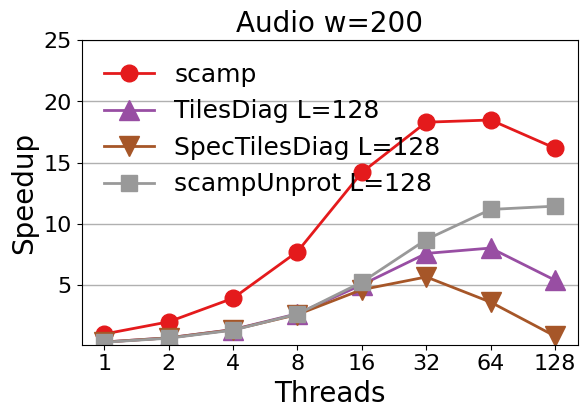 Audio w=200
25
20
15
10
5
Speedup
scamp
TilesDiag L=128
SpecTilesDiag L=128
scampUnprot L=128
1 2 4 8 16 32 64 128
Threads